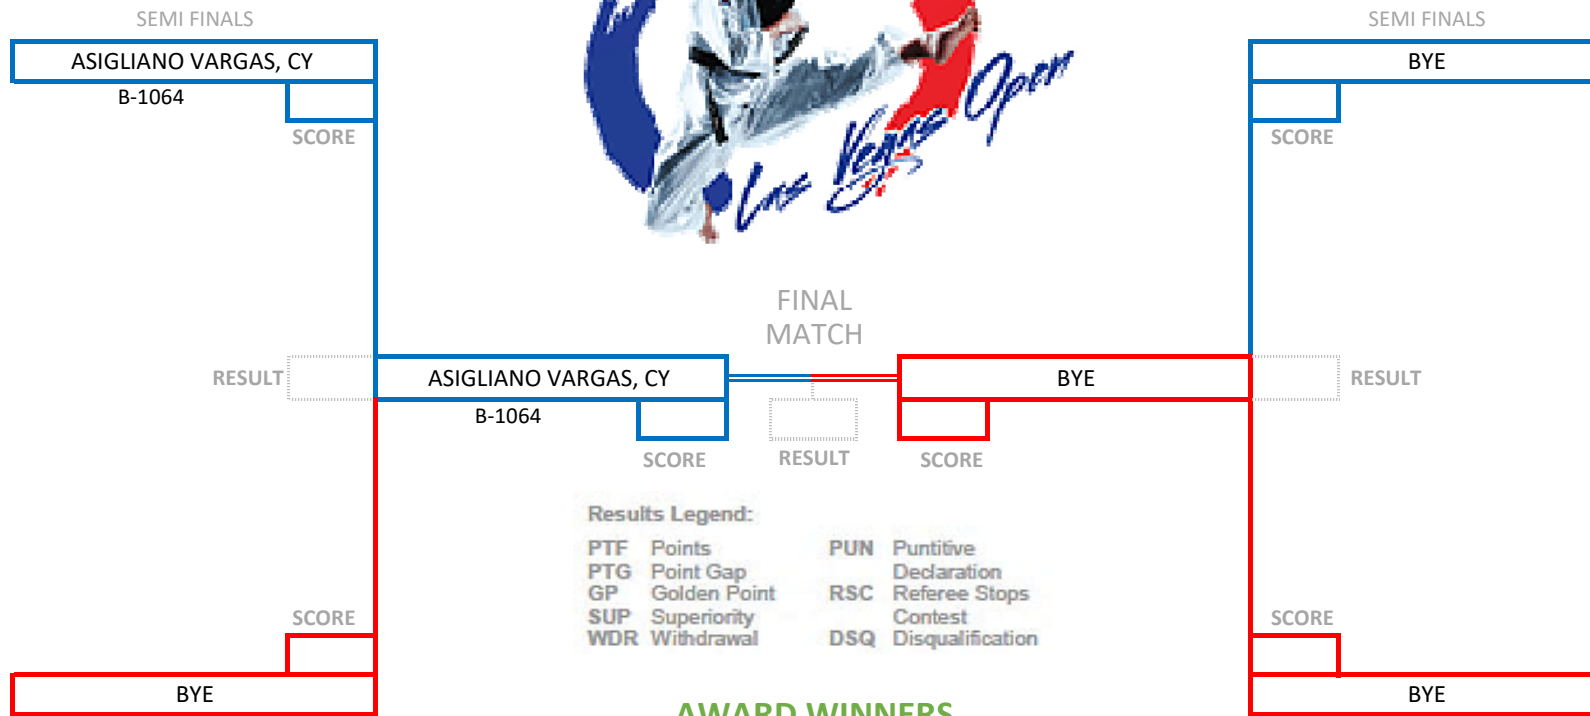 SEMI FINALS
SEMI FINALS
ASIGLIANO VARGAS, CY
BYE
B-1064
SCORE
SCORE
Las Vegas Open
FINAL
MATCH
RESULT
ASIGLIANO VARGAS, CY
BYE
RESULT
B-1064
SCORE
RESULT
SCORE
Results Legend:
PTF Points
PTG Point Gap
GP Golden Point
SUP Superiority
WDR Withdrawal
PUN Puntitive
Declaration
RSC Referee Stops
Contest
DSQ Disqualification
SCORE
SCORE
BYE
BYE
AWARD WINNERS